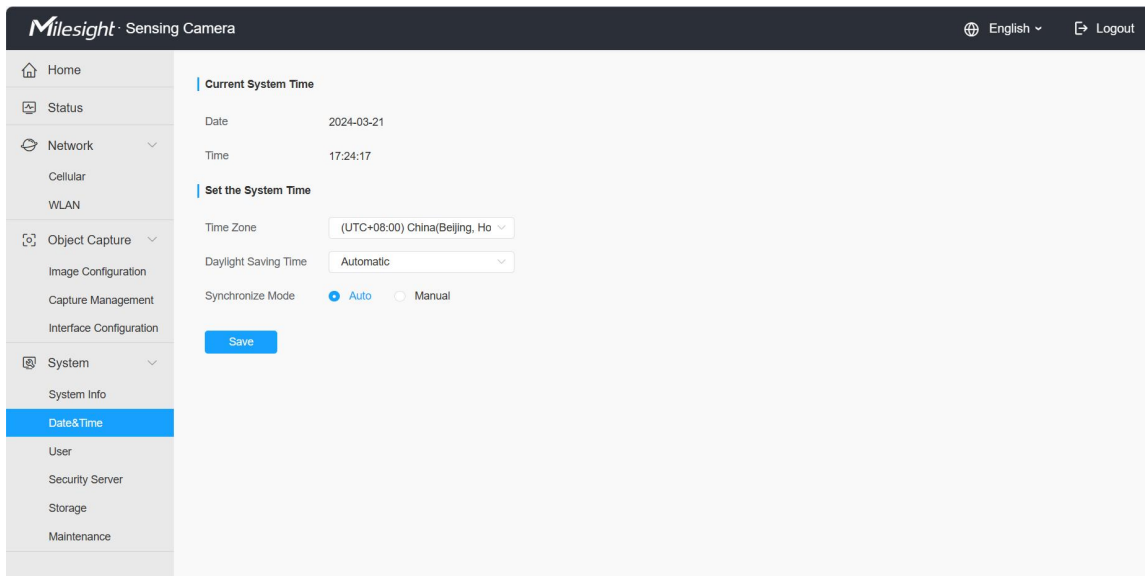 Milesight · Sensing Camera
English
Logout
Home
Status
Network
Cellular
WLAN
Object Capture
Image Configuration
Capture Management
Interface Configuration
System
System Info
Date&Time
User
Security Server
Storage
Maintenance
Current System Time
Date 2024-03-21
Time 17:24:17
Set the System Time
Time Zone (UTC+08:00) China(Beijing, Ho
Daylight Saving Time Automatic
Synchronize Mode Auto Manual
Save